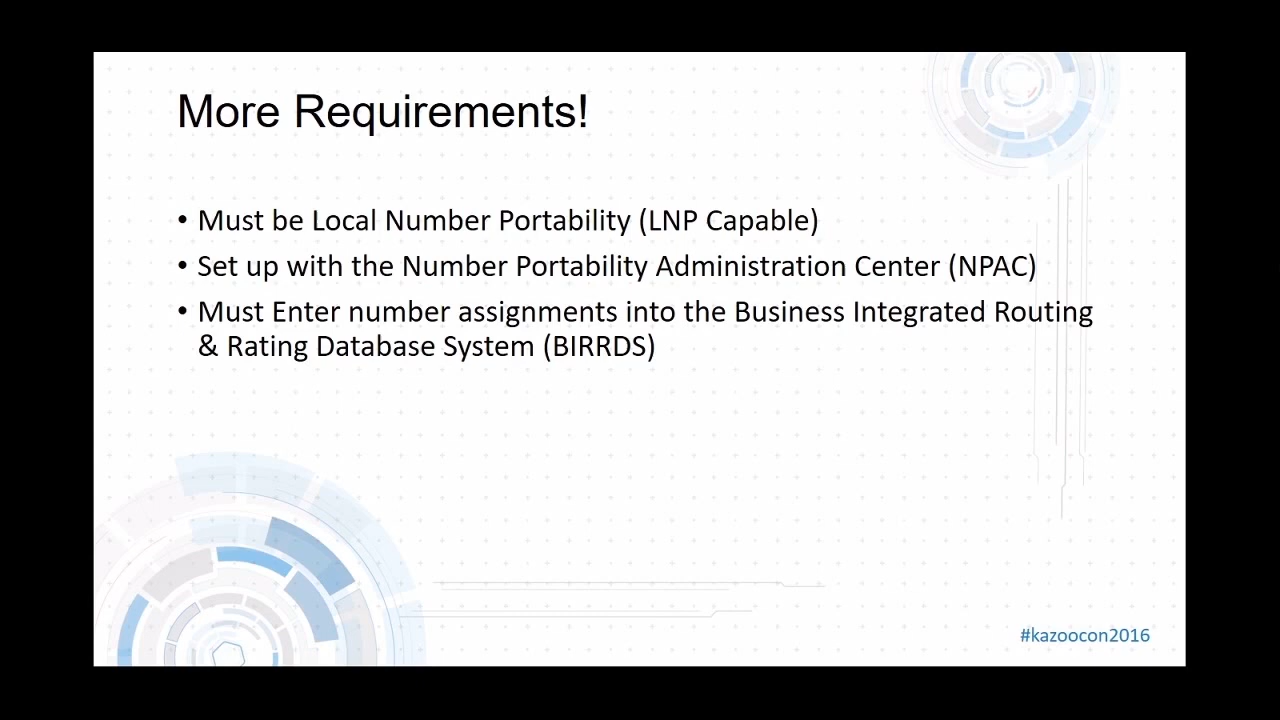 More Requirements!
• Must be Local Number Portability (LNP Capable)
• Set up with the Number Portability Administration Center (NPAC)
• Must Enter number assignments into the Business Integrated Routing
& Rating Database System (BIRRDS)
#kazoocon2016